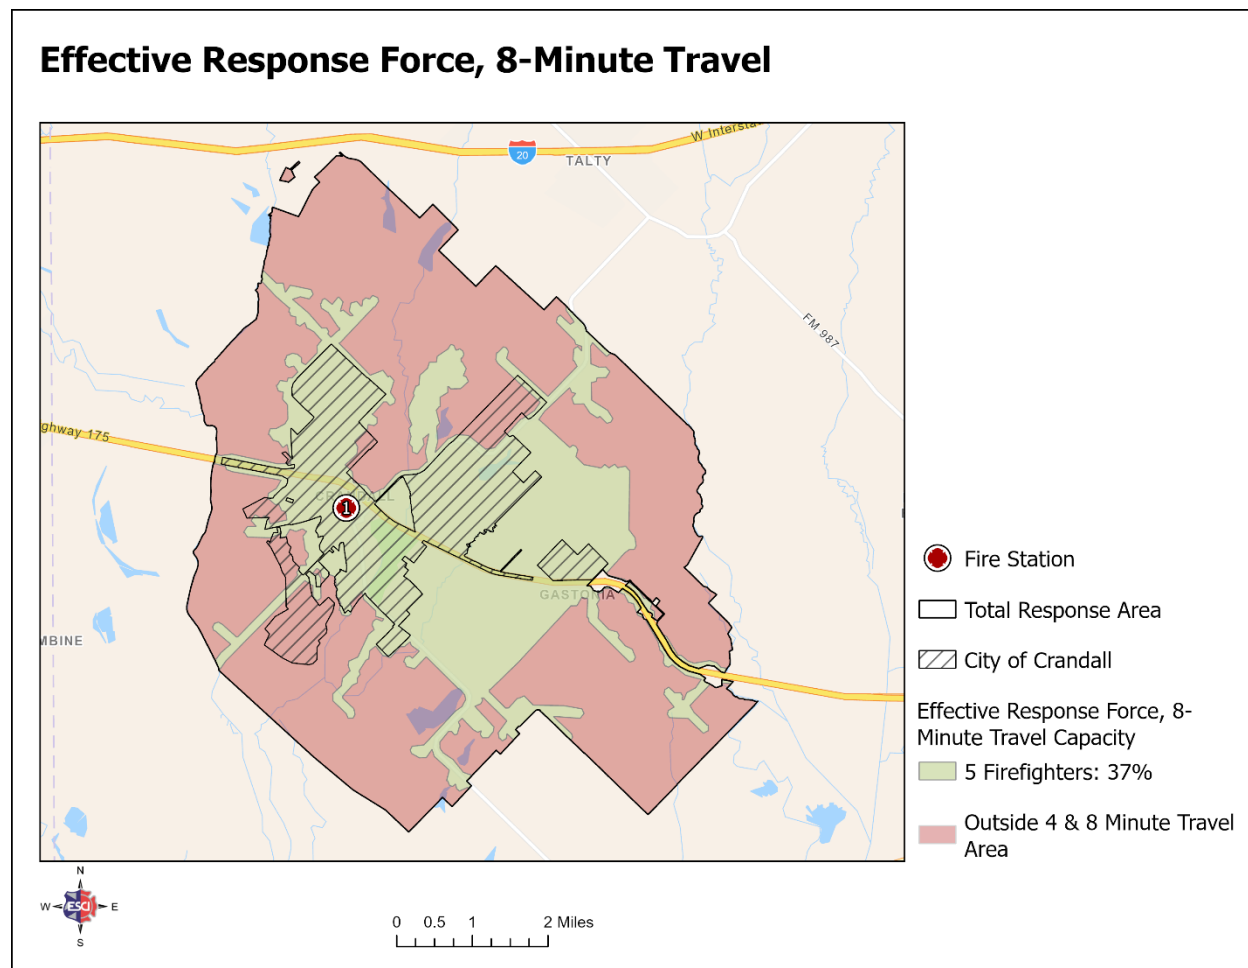 Effective Response Force, 8-Minute Travel
W Intersta
20
TALTY
FM 987
ghway 175
1
GASTONIA
MBINE
Fire Station
Total Response Area
City of Crandall
Effective Response Force, 8-
Minute Travel Capacity
5 Firefighters: 37%
Outside 4 & 8 Minute Travel
Area
N
W
ESCI
E
S
0 0.5 1 2 Miles